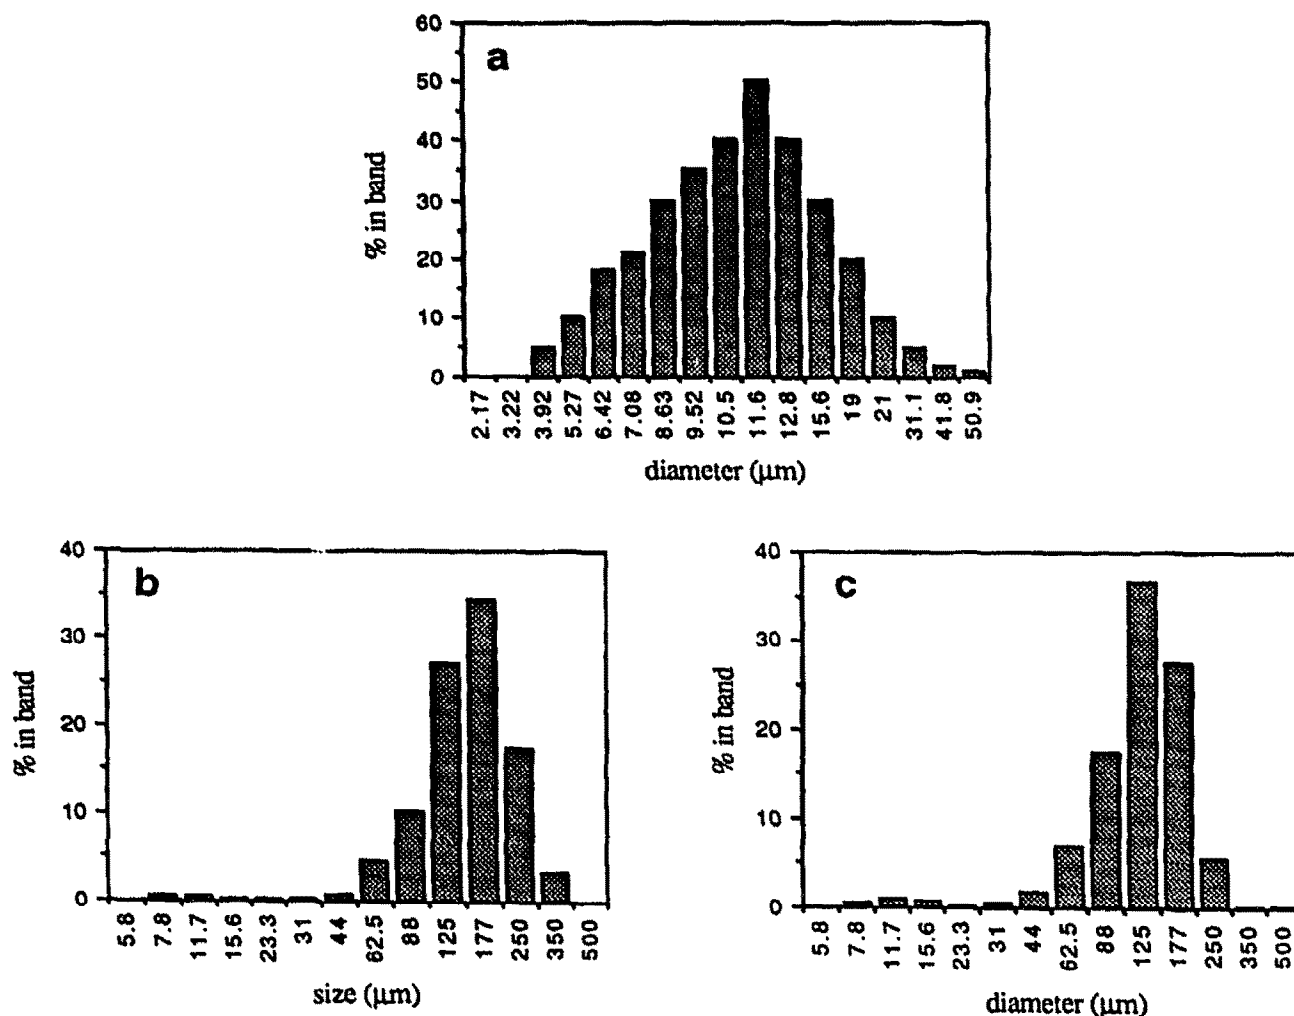 60
a
50
40
30
20
10
0
% in band
2.17 3.22 3.92 5.27 6.42 7.08 8.63 9.52 10.5 11.6 12.8 15.6 19 21 31.1 41.8 50.9
diameter (μm)
40
b
30
20
10
0
% in band
5.8 7.8 11.7 15.6 23.3 31 44 62.5 88 125 177 250 350 500
size (μm)
40
c
30
20
10
0
% in band
5.8 7.8 11.7 15.6 23.3 31 44 62.5 88 125 177 250 350 500
diameter (μm)